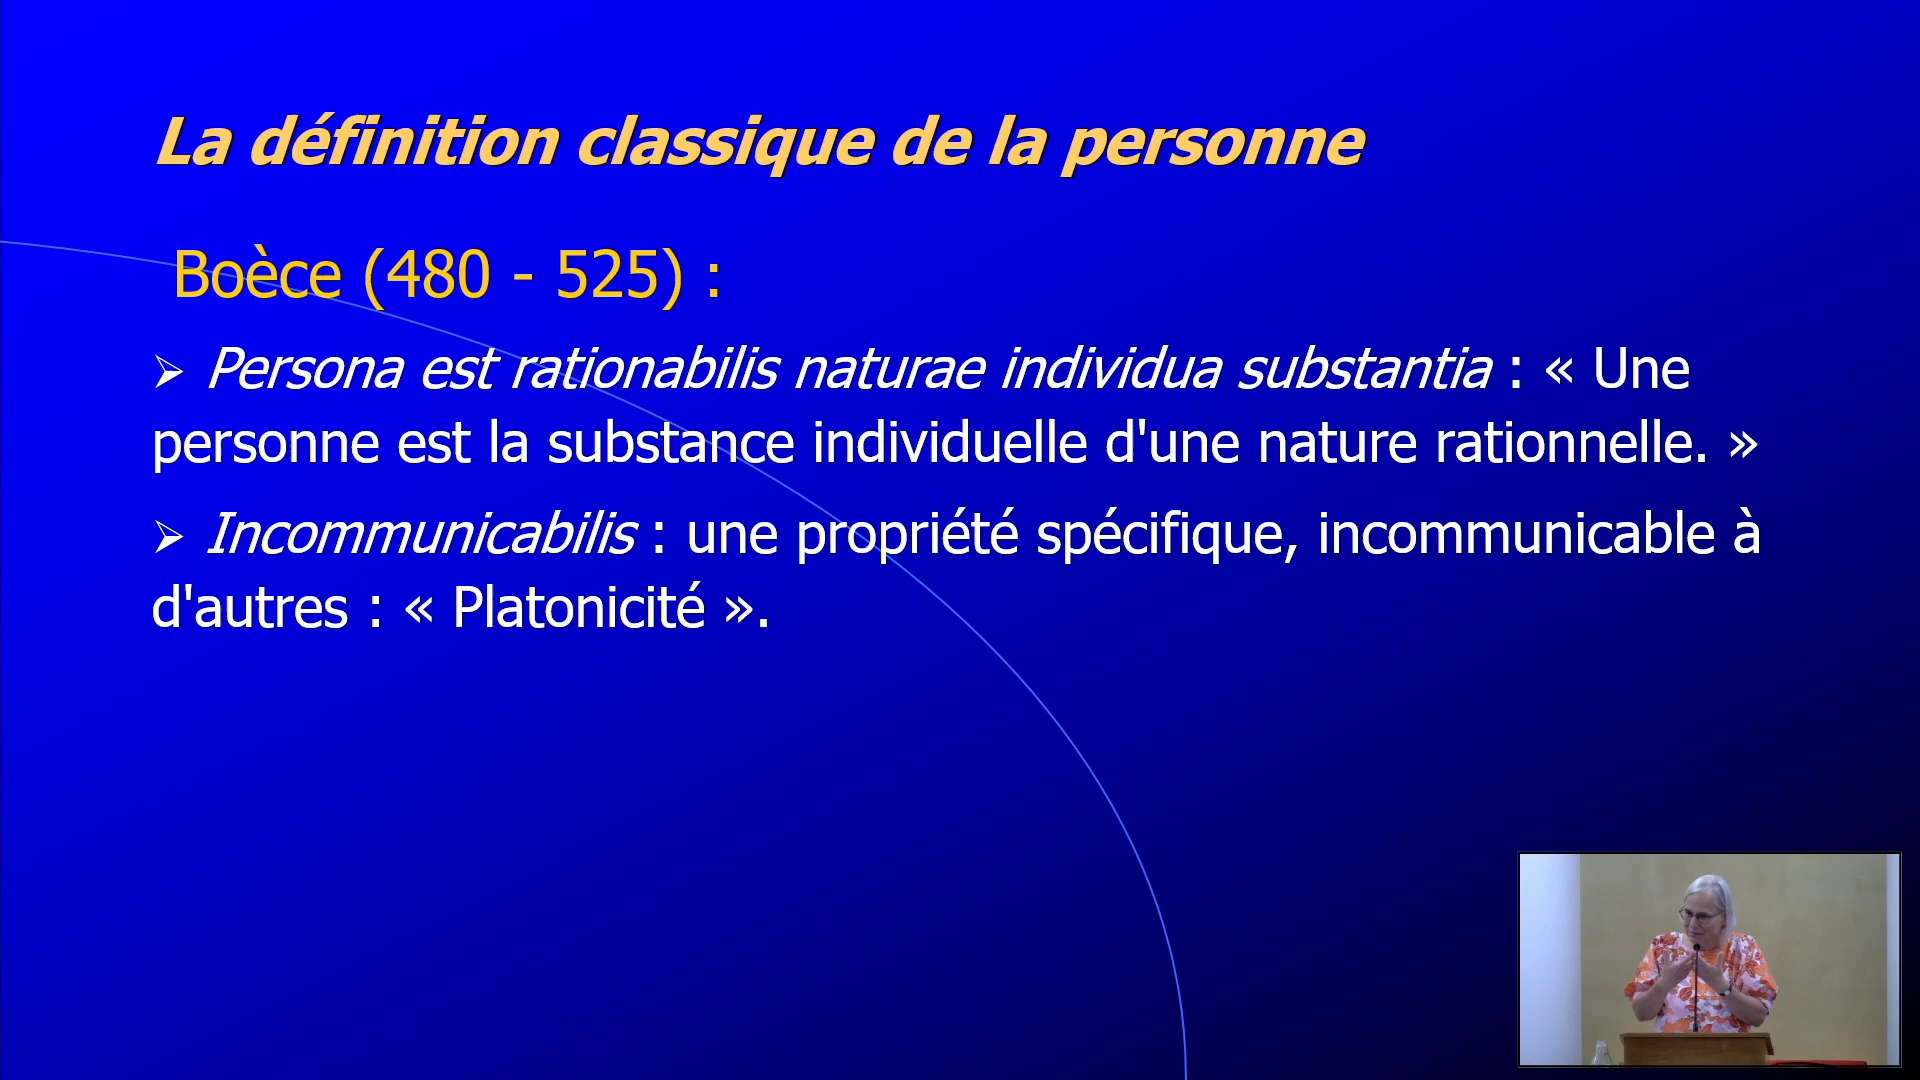 La définition classique de la personne
Boèce (480 - 525) :
➢ Persona est rationabilis naturae individua substantia : « Une
personne est la substance individuelle d'une nature rationnelle. »
➢ Incommunicabilis : une propriété spécifique, incommunicable à
d'autres : « Platonicité ».